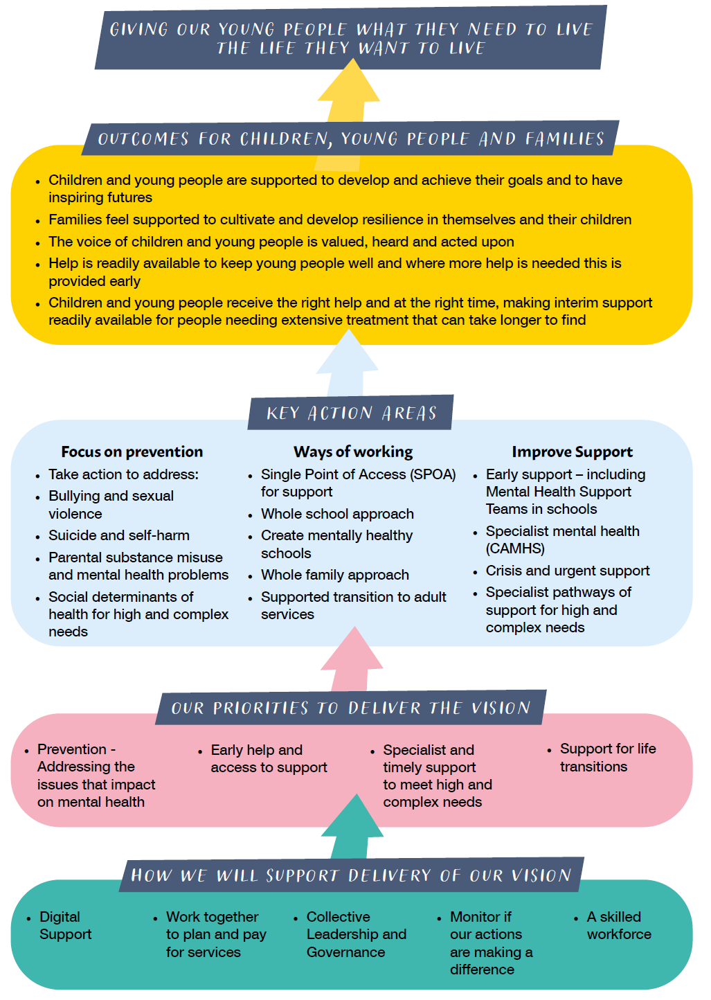 GIVING OUR YOUNG PEOPLE WHAT THEY NEED TO LIVE
THE LIFE THEY WANT TO LIVE
OUTCOMES FOR CHILDREN, YOUNG PEOPLE AND FAMILIES
• Children and young people are supported to develop and achieve their goals and to have
inspiring futures
• Families feel supported to cultivate and develop resilience in themselves and their children
• The voice of children and young people is valued, heard and acted upon
• Help is readily available to keep young people well and where more help is needed this is
provided early
• Children and young people receive the right help and at the right time, making interim support
readily available for people needing extensive treatment that can take longer to find
KEY ACTION AREAS
Focus on prevention
• Take action to address:
• Bullying and sexual
violence
• Suicide and self-harm
• Parental substance misuse
and mental health problems
• Social determinants of
health for high and complex
needs
Ways of working
• Single Point of Access (SPOA)
for support
• Whole school approach
• Create mentally healthy
schools
• Whole family approach
• Supported transition to adult
services
Improve Support
• Early support – including
Mental Health Support
Teams in schools
• Specialist mental health
(CAMHS)
• Crisis and urgent support
• Specialist pathways of
support for high and
complex needs
OUR PRIORITIES TO DELIVER THE VISION
• Prevention -
Addressing the
issues that impact
on mental health
• Early help and
access to support
• Specialist and
timely support
to meet high and
complex needs
• Support for life
transitions
HOW WE WILL SUPPORT DELIVERY OF OUR VISION
• Digital
Support
• Work together
to plan and pay
for services
• Collective
Leadership and
Governance
• Monitor if
our actions
are making a
difference
• A skilled
workforce